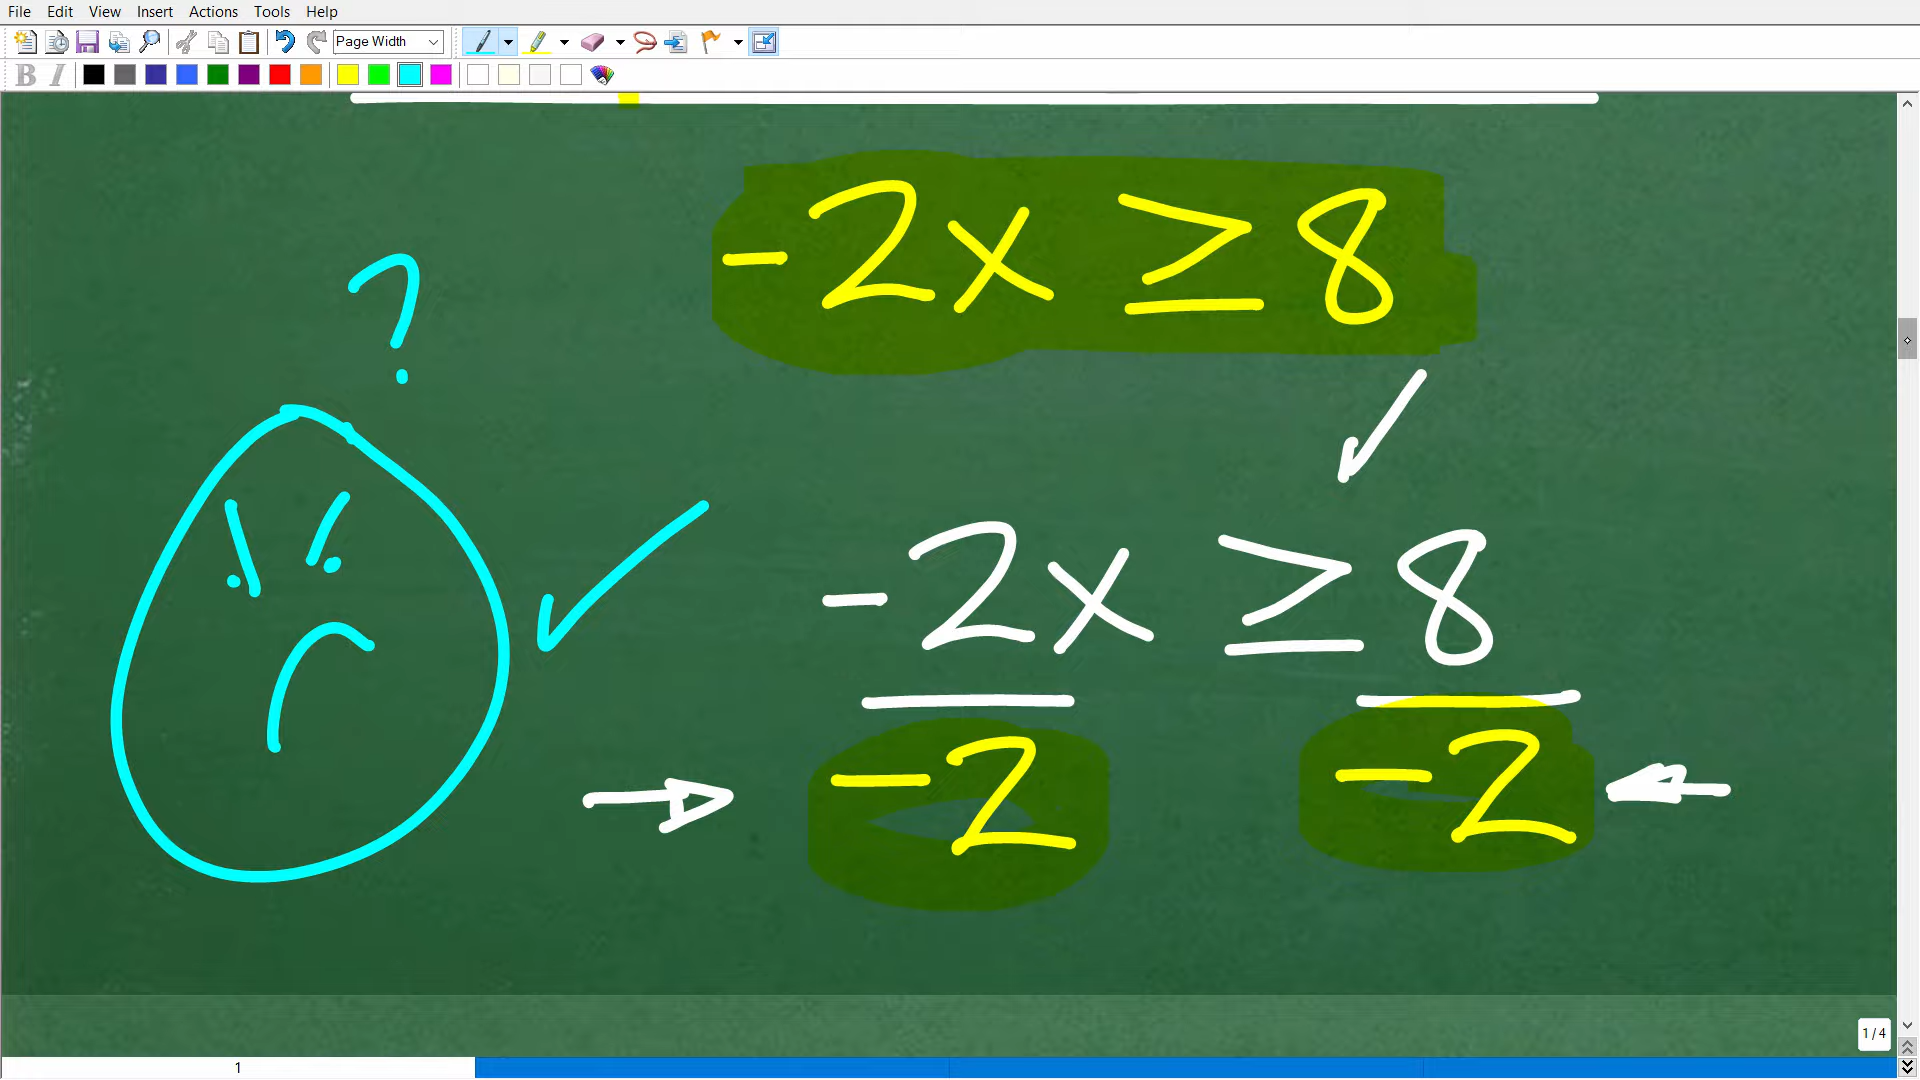 File Edit View Insert Actions Tools Help
Page Width
B I
-2x ≥ 8
?
-2x ≥ 8
-2 -2
1 / 4
1